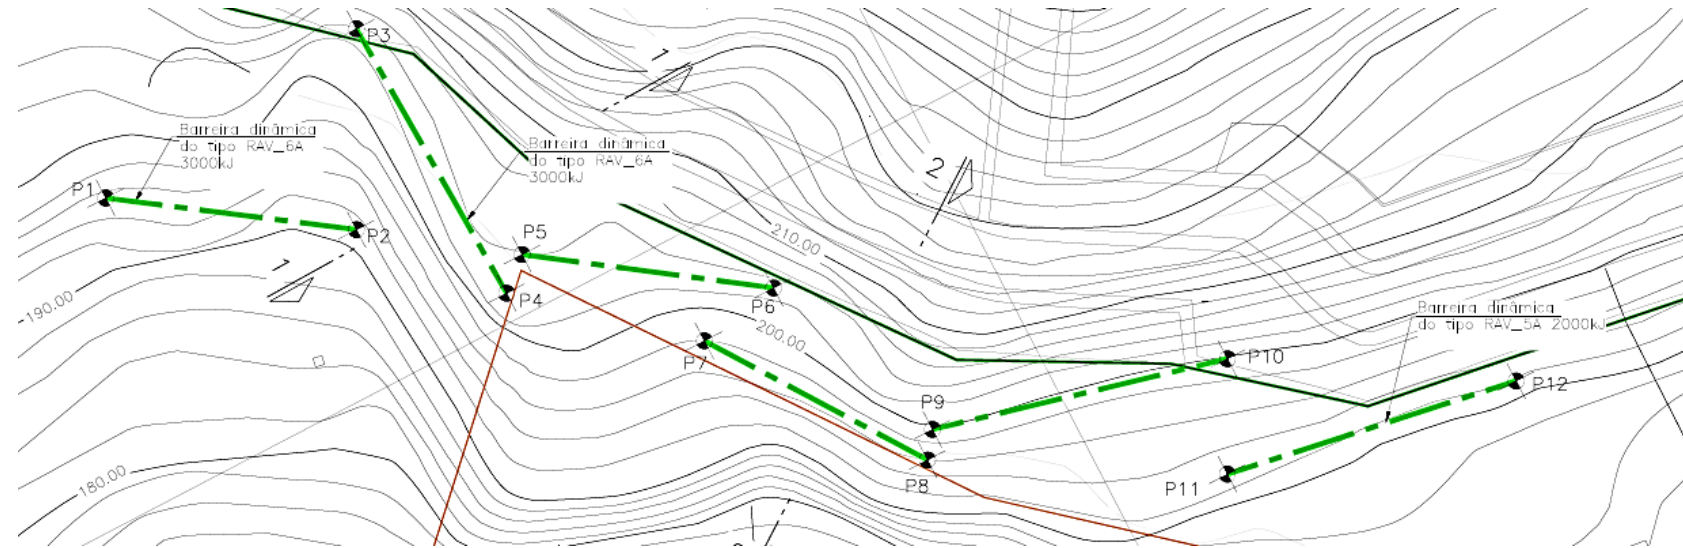 P3
1
Barreira dinâmica
do tipo RAV_6A
3000kJ
Barreira dinâmica
do tipo RAV_6A
3000kJ
2
P1
P2
P5
210.00
1
P4
P6
190.00
200.00
Barreira dinâmica
do tipo RAV_5A 2000kJ
P7
P10
P12
P9
180.00
P8
P11